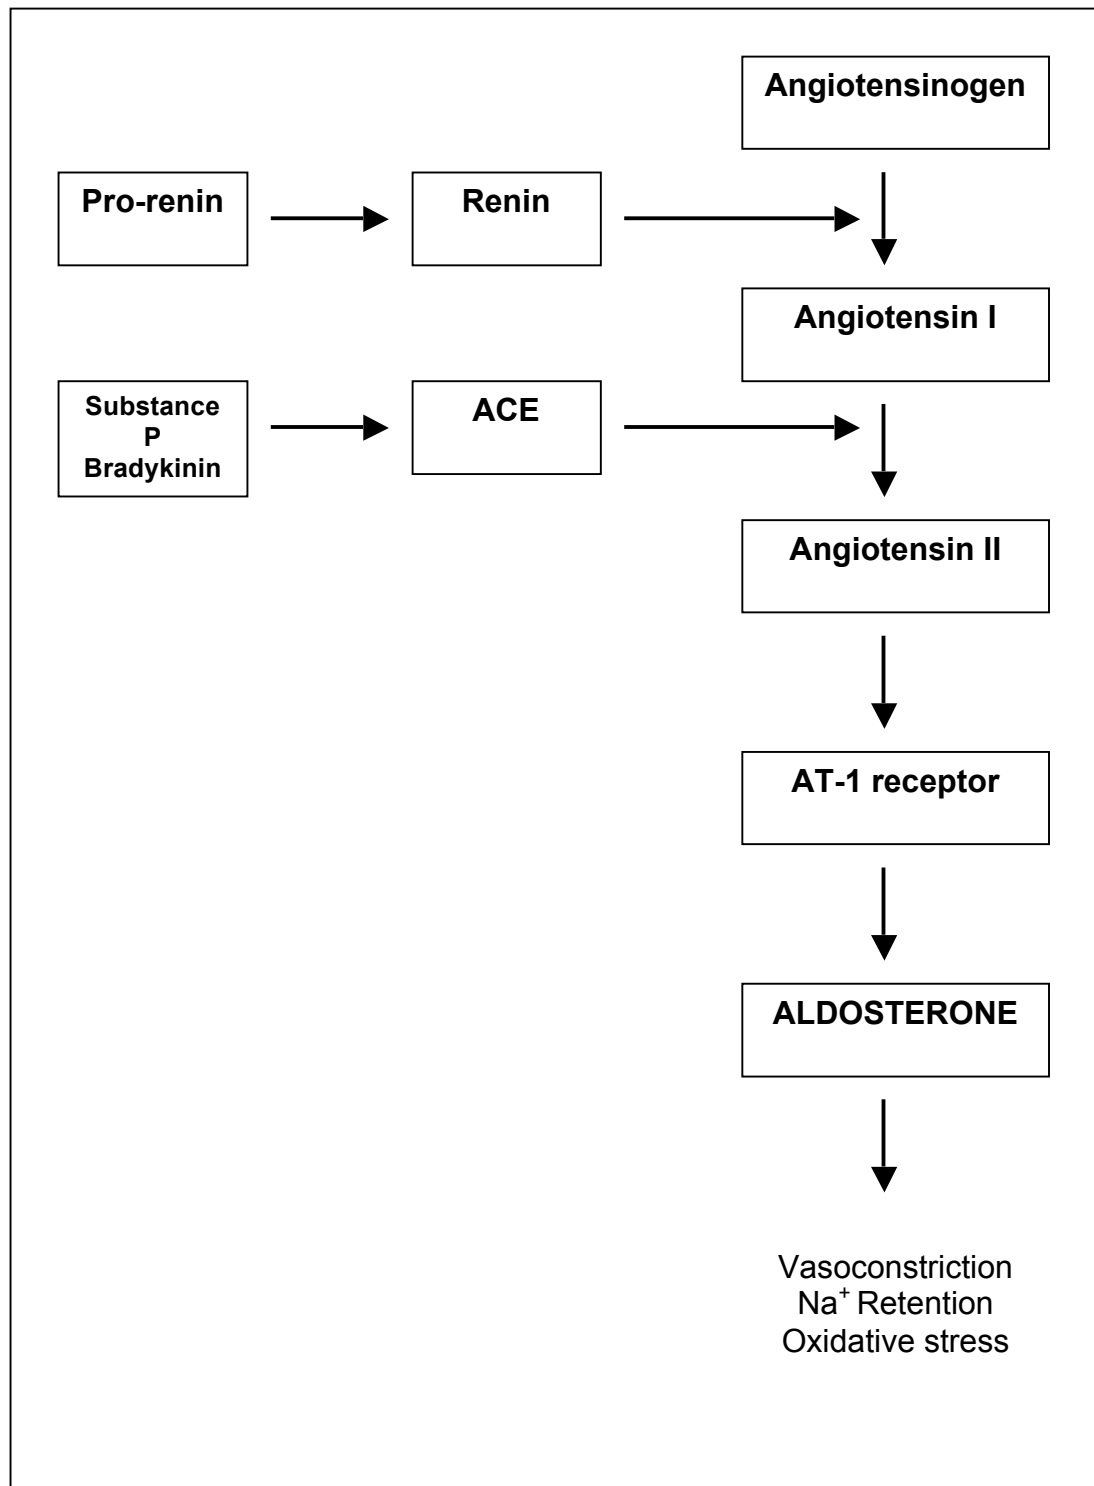 Angiotensinogen
Pro-renin
Renin
Angiotensin I
Substance
P
Bradykinin
ACE
Angiotensin II
AT-1 receptor
ALDOSTERONE
Vasoconstriction
Na⁺ Retention
Oxidative stress